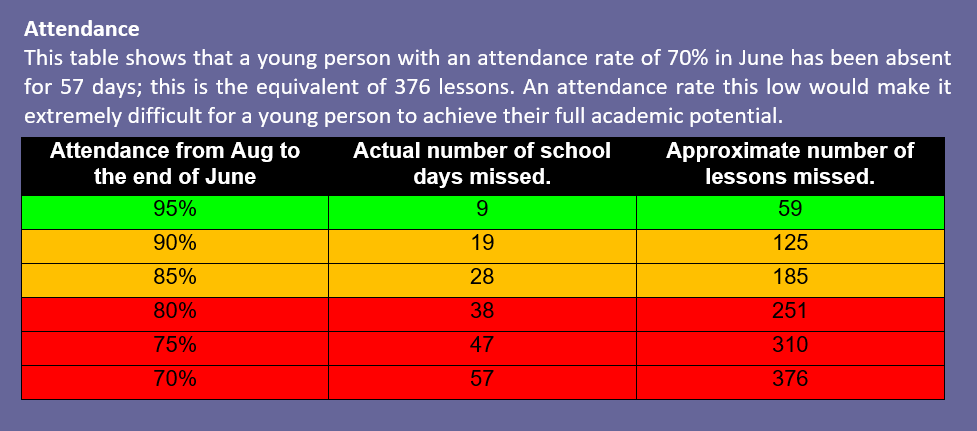 Attendance
This table shows that a young person with an attendance rate of 70% in June has been absent
for 57 days; this is the equivalent of 376 lessons. An attendance rate this low would make it
extremely difficult for a young person to achieve their full academic potential.
Attendance from Aug to the end of June Actual number of school days missed. Approximate number of lessons missed.
95% 9 59
90% 19 125
85% 28 185
80% 38 251
75% 47 310
70% 57 376